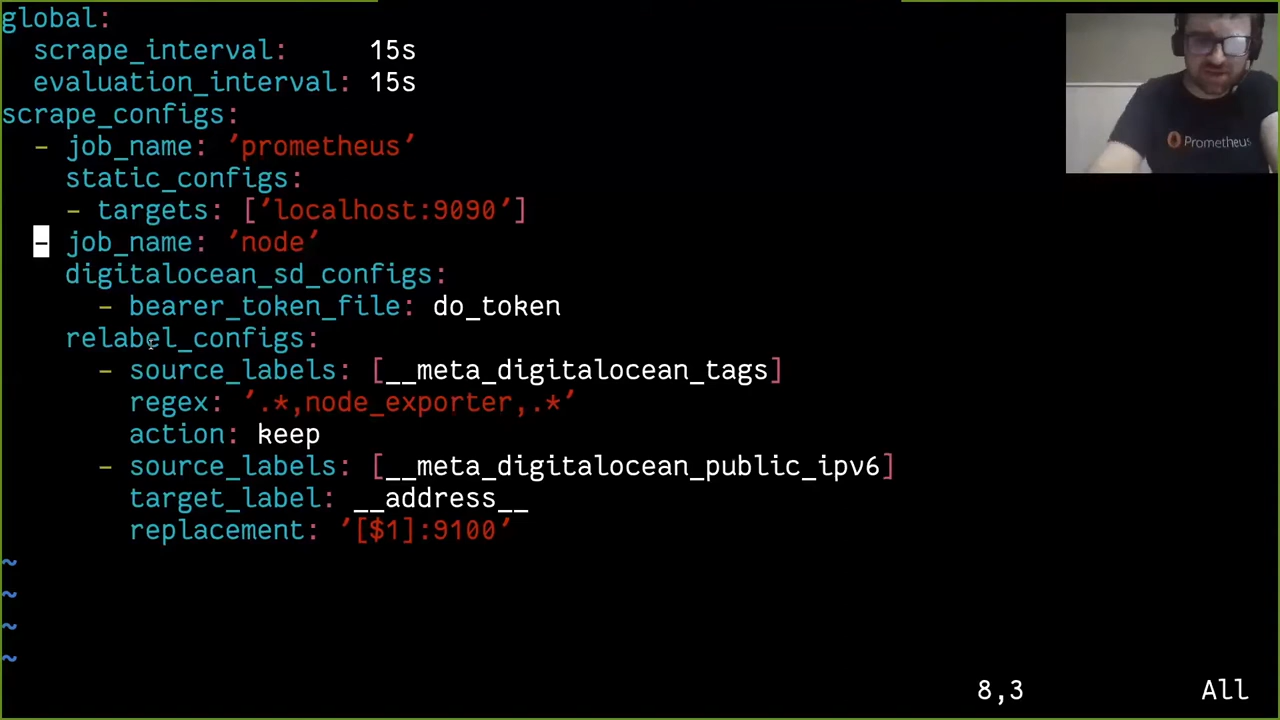 global:
  scrape_interval:     15s
  evaluation_interval: 15s
scrape_configs:
  - job_name: 'prometheus'
    static_configs:
    - targets: ['localhost:9090']
  - job_name: 'node'
    digitalocean_sd_configs:
      - bearer_token_file: do_token
    relabel_configs:
      - source_labels: [__meta_digitalocean_tags]
        regex: '.*,node_exporter,.*'
        action: keep
      - source_labels: [__meta_digitalocean_public_ipv6]
        target_label: __address__
        replacement: '[$1]:9100'
~
~
~
~
8,3 All
Prometheus